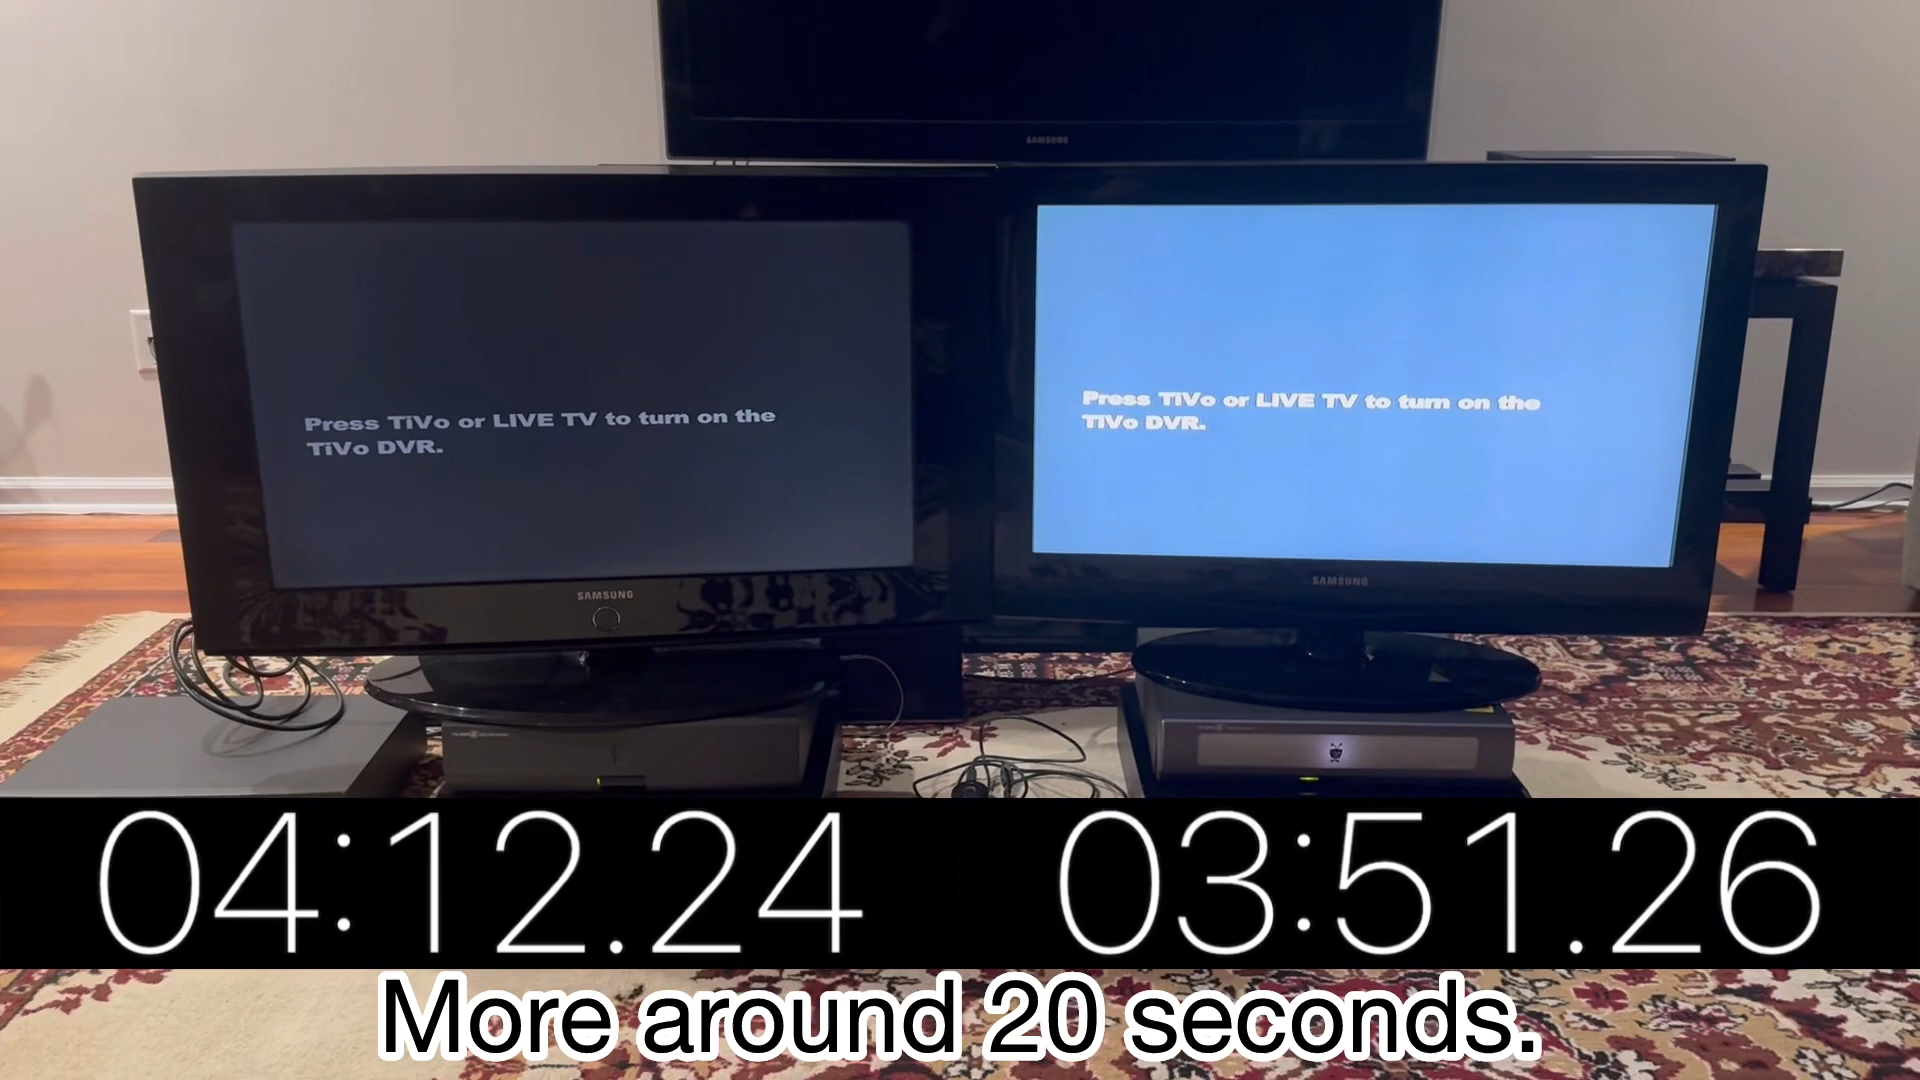 SAMSUNG
Press TiVo or LIVE TV to turn on the
TiVo DVR.
SAMSUNG
Press TiVo or LIVE TV to turn on the
TiVo DVR.
SAMSUNG
04:12.24
03:51.26
More around 20 seconds.